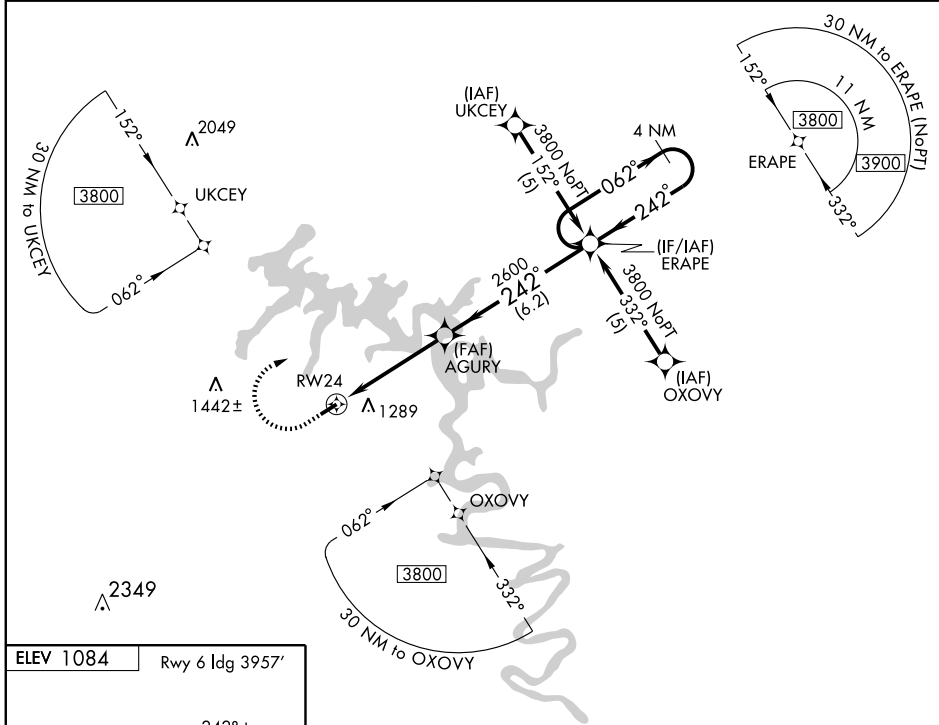 30 NM to ERAPE (NoPT)
152°
11 NM
3800
3900
ERAPE
332°
(IAF)
UKCEY
3800 NoPT
152°
(5)
4 NM
062°
242°
(IF/IAF)
ERAPE
2049
152°
30 NM to UKCEY
3800
UKCEY
062°
2600
242°
(6.2)
3800 NoPT
332°
(5)
(IAF)
OXOVY
(FAF)
AGURY
RW24
1442±
1289
062°
OXOVY
3800
332°
30 NM to OXOVY
2349
ELEV 1084
Rwy 6 ldg 3957'